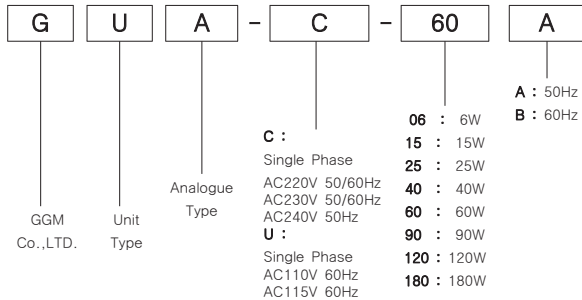 G U A - C - 60 A
A : 50Hz
B : 60Hz
06 : 6W
15 : 15W
25 : 25W
40 : 40W
60 : 60W
90 : 90W
120 : 120W
180 : 180W
C :
Single Phase
AC220V 50/60Hz
AC230V 50/60Hz
AC240V 50Hz
U :
Single Phase
AC110V 60Hz
AC115V 60Hz
Analogue
Type
GGM
Co.,LTD.
Unit
Type